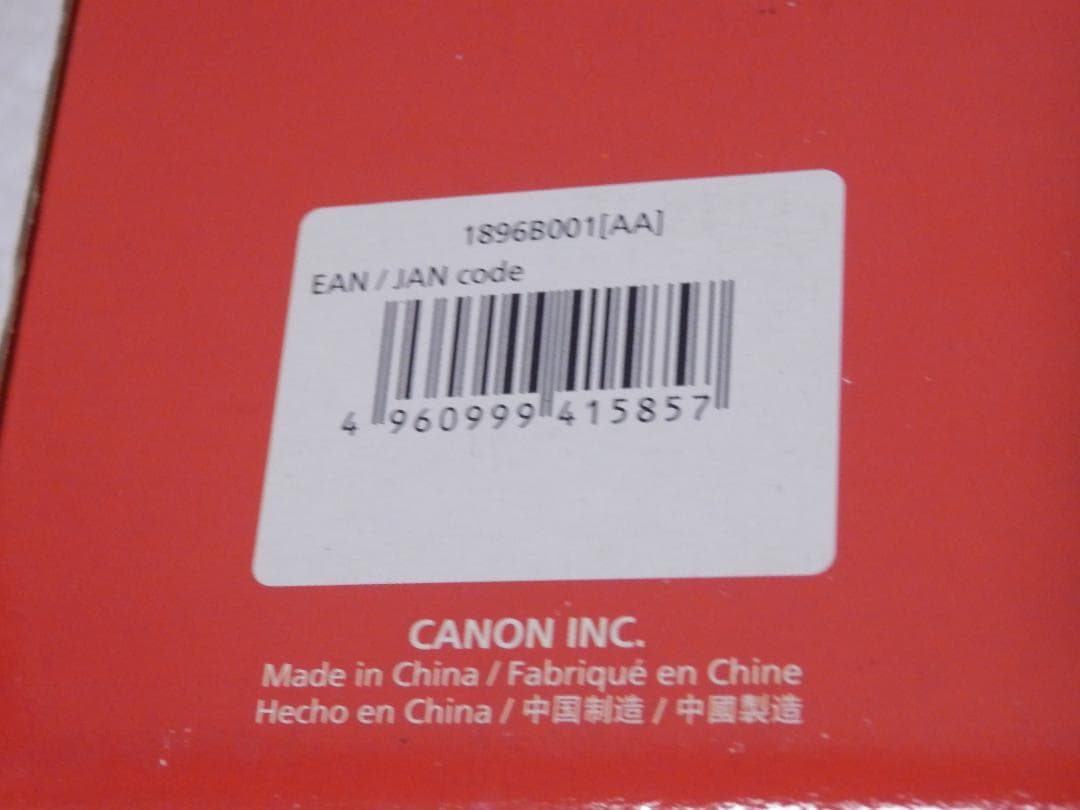 1896B001[AA]
EAN / JAN code
4 960999 415857
CANON INC.
Made in China / Fabriqué en Chine
Hecho en China / 中国制造 / 中國製造